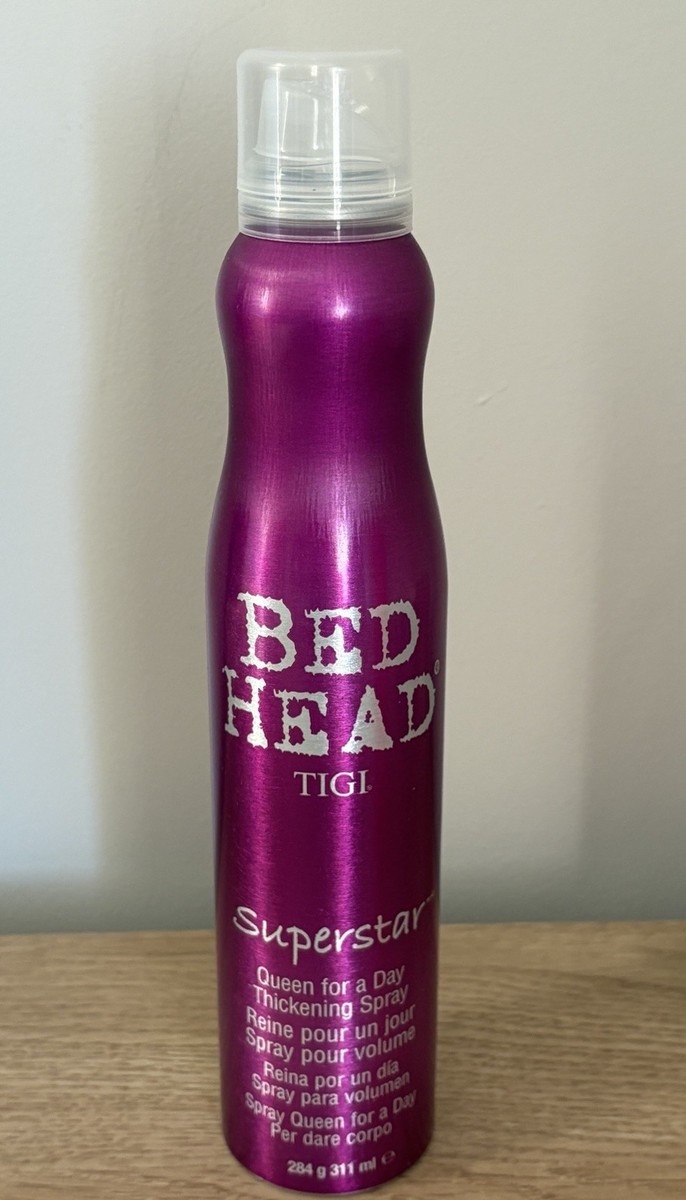 BED
HEAD®
TIGI®
Superstar™
Queen for a Day
Thickening Spray
Reine pour un jour
Spray pour volume
Reina por un día
Spray para volumen
Spray Queen for a Day
Per dare corpo
284 g 311 ml ℮